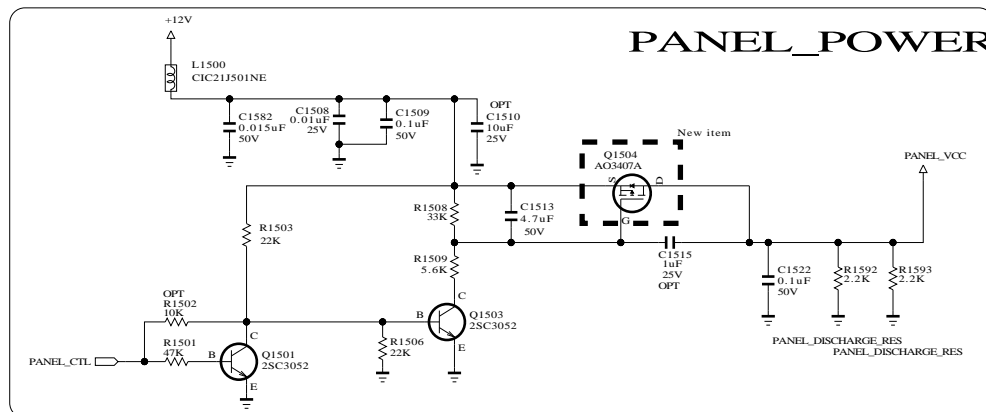 PANEL_POWER
+12V
L1500
CIC21J501NE
C1582
0.015uF
50V
C1508
0.01uF
25V
C1509
0.1uF
50V
OPT
C1510
10uF
25V
New item
Q1504
AO3407A
S
D
G
PANEL_VCC
R1503
22K
R1508
33K
C1513
4.7uF
50V
R1509
5.6K
C1515
1uF
25V
OPT
C1522
0.1uF
50V
R1592
2.2K
R1593
2.2K
OPT
R1502
10K
R1501
47K
PANEL_CTL
B
C
E
Q1501
2SC3052
R1506
22K
B
C
E
Q1503
2SC3052
PANEL_DISCHARGE_RES
PANEL_DISCHARGE_RES